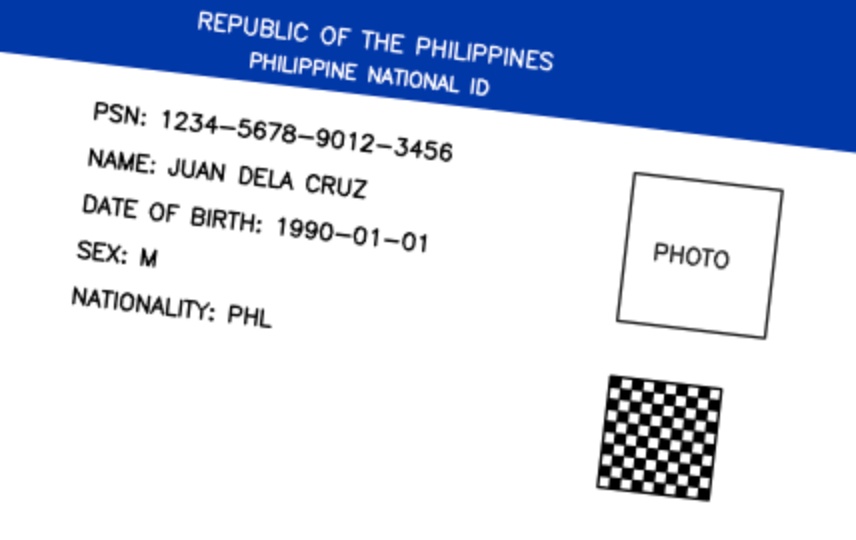 REPUBLIC OF THE PHILIPPINES
PHILIPPINE NATIONAL ID
PSN: 1234-5678-9012-3456
NAME: JUAN DELA CRUZ
DATE OF BIRTH: 1990-01-01
SEX: M
NATIONALITY: PHL
PHOTO